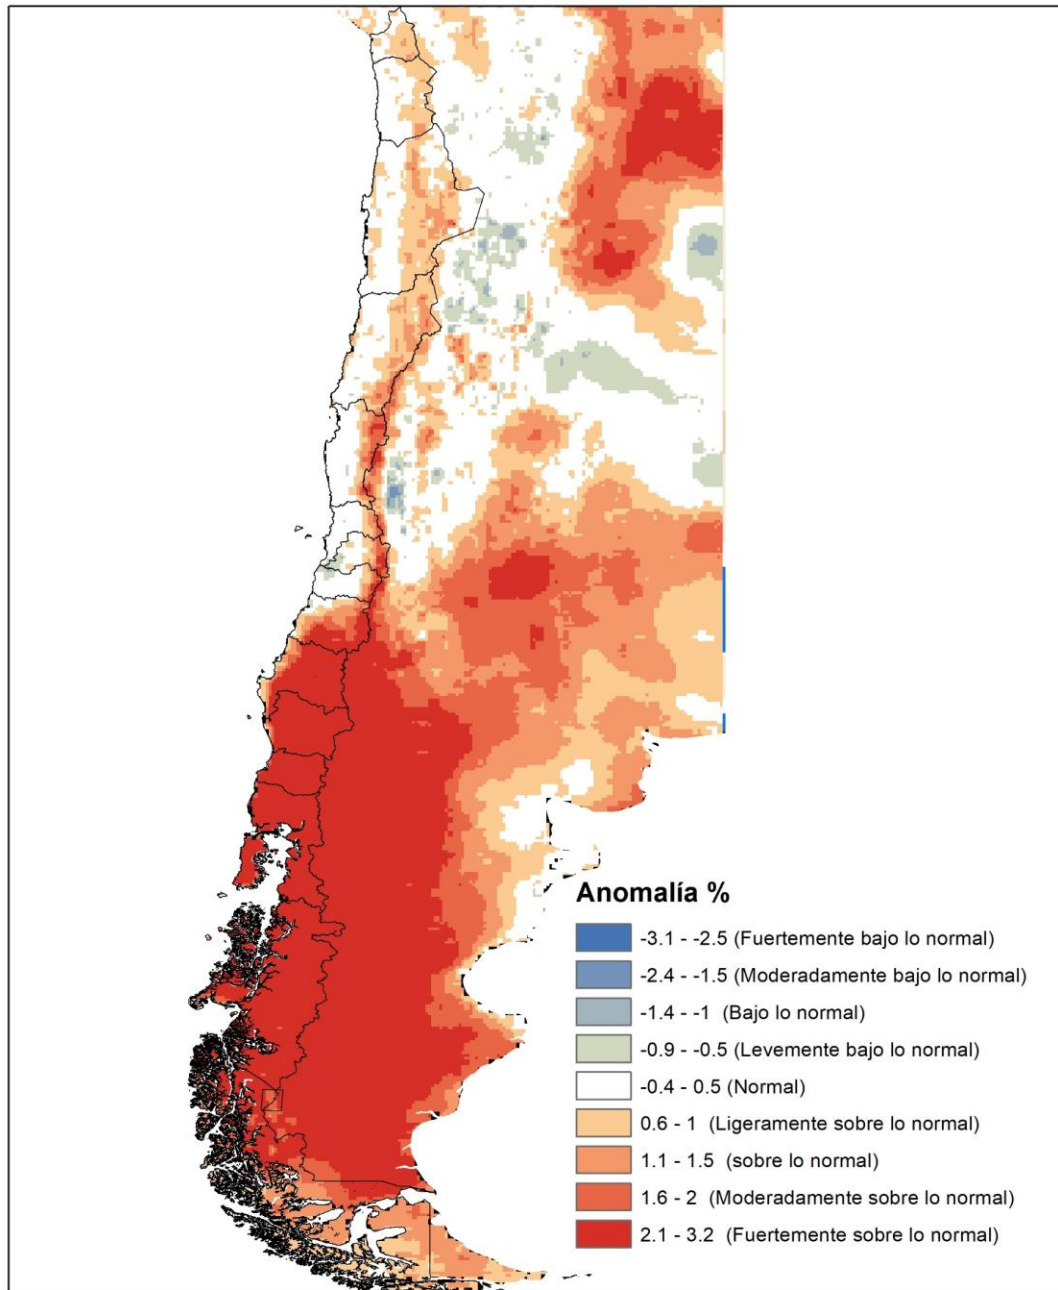 Anomalía %
-3.1 - -2.5 (Fuertemente bajo lo normal)
-2.4 - -1.5 (Moderadamente bajo lo normal)
-1.4 - -1 (Bajo lo normal)
-0.9 - -0.5 (Levemente bajo lo normal)
-0.4 - 0.5 (Normal)
0.6 - 1 (Ligeramente sobre lo normal)
1.1 - 1.5 (sobre lo normal)
1.6 - 2 (Moderadamente sobre lo normal)
2.1 - 3.2 (Fuertemente sobre lo normal)